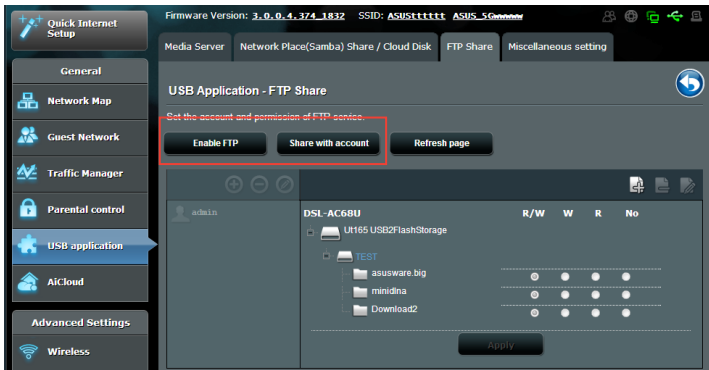 Quick Internet
Setup
Firmware Version: 3.0.0.4.374_1832 SSID: ASUStttttt ASUS_5G
Media Server
Network Place(Samba) Share / Cloud Disk
FTP Share
Miscellaneous setting
General
Network Map
Guest Network
Traffic Manager
Parental control
USB application
AiCloud
Advanced Settings
Wireless
USB Application - FTP Share
Set the account and permission of FTP service.
Enable FTP
Share with account
Refresh page
admin
DSL-AC68U
R/W W R No
Ut165 USB2FlashStorage
TEST
asusware.big
minidlna
Download2
Apply